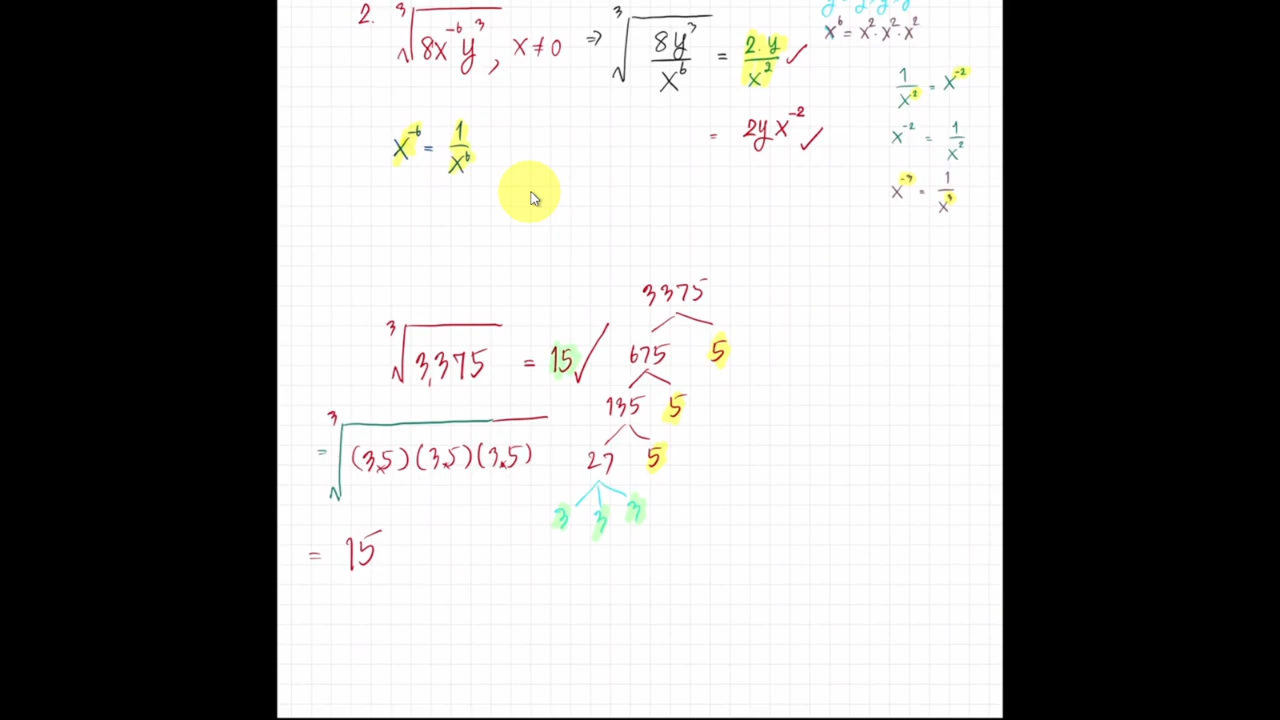 2. ∛(8x⁻⁶y³), x≠0 ⇒ ∛(8y³/x⁶) = 2·y/x² ✓
= 2yx⁻² ✓
x⁻⁶ = 1/x⁶
x⁶ = x²·x²·x²
1/x² = x⁻²
x⁻² = 1/x²
3375
∛3,375 = 15 ✓
675 5
135 5
27 5
3 3 3
= ∛(3×5)(3×5)(3×5)
= 15